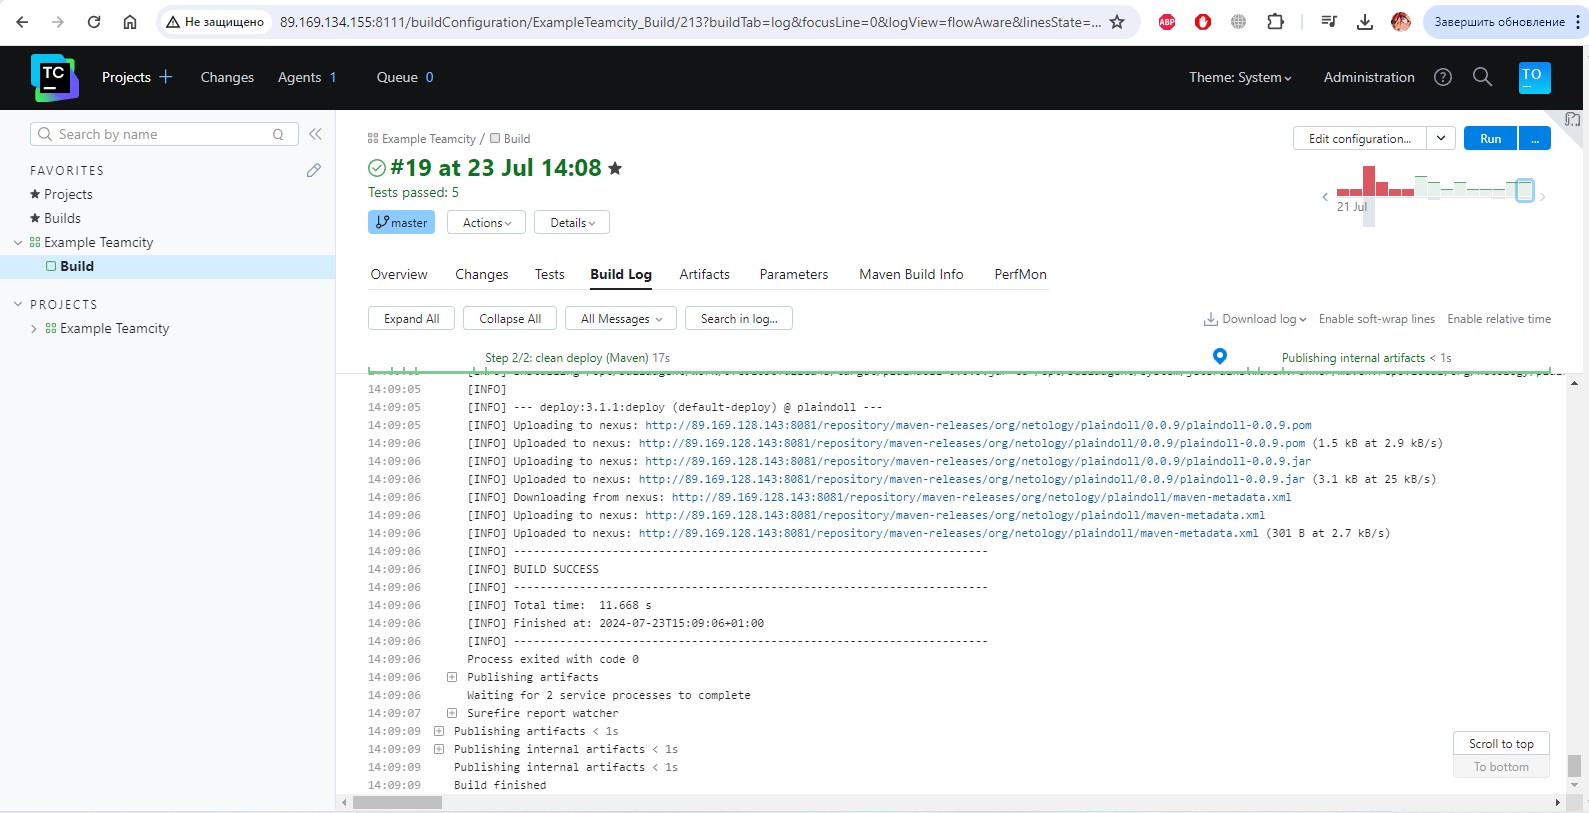 Не защищено
89.169.134.155:8111/buildConfiguration/ExampleTeamcity_Build/213?buildTab=log&focusLine=0&logView=flowAware&linesState=...
ABP
Завершить обновление
TC
Projects
Changes
Agents 1
Queue 0
Theme: System
Administration
TO
Search by name
Q
FAVORITES
Projects
Builds
Example Teamcity
Build
PROJECTS
Example Teamcity
Example Teamcity / Build
Edit configuration...
Run
...
#19 at 23 Jul 14:08
Tests passed: 5
21 Jul
master
Actions
Details
Overview
Changes
Tests
Build Log
Artifacts
Parameters
Maven Build Info
PerfMon
Expand All
Collapse All
All Messages
Search in log...
Download log
Enable soft-wrap lines
Enable relative time
Step 2/2: clean deploy (Maven) 17s
Publishing internal artifacts < 1s
14:09:05 [INFO]
14:09:05 [INFO] --- deploy:3.1.1:deploy (default-deploy) @ plaindoll ---
14:09:05 [INFO] Uploading to nexus: http://89.169.128.143:8081/repository/maven-releases/org/netology/plaindoll/0.0.9/plaindoll-0.0.9.pom
14:09:06 [INFO] Uploaded to nexus: http://89.169.128.143:8081/repository/maven-releases/org/netology/plaindoll/0.0.9/plaindoll-0.0.9.pom (1.5 kB at 2.9 kB/s)
14:09:06 [INFO] Uploading to nexus: http://89.169.128.143:8081/repository/maven-releases/org/netology/plaindoll/0.0.9/plaindoll-0.0.9.jar
14:09:06 [INFO] Uploaded to nexus: http://89.169.128.143:8081/repository/maven-releases/org/netology/plaindoll/0.0.9/plaindoll-0.0.9.jar (3.1 kB at 25 kB/s)
14:09:06 [INFO] Downloading from nexus: http://89.169.128.143:8081/repository/maven-releases/org/netology/plaindoll/maven-metadata.xml
14:09:06 [INFO] Uploading to nexus: http://89.169.128.143:8081/repository/maven-releases/org/netology/plaindoll/maven-metadata.xml
14:09:06 [INFO] Uploaded to nexus: http://89.169.128.143:8081/repository/maven-releases/org/netology/plaindoll/maven-metadata.xml (301 B at 2.7 kB/s)
14:09:06 [INFO] ------------------------------------------------------------------------
14:09:06 [INFO] BUILD SUCCESS
14:09:06 [INFO] ------------------------------------------------------------------------
14:09:06 [INFO] Total time:  11.668 s
14:09:06 [INFO] Finished at: 2024-07-23T15:09:06+01:00
14:09:06 [INFO] ------------------------------------------------------------------------
14:09:06 Process exited with code 0
14:09:06 Publishing artifacts
14:09:06 Waiting for 2 service processes to complete
14:09:07 Surefire report watcher
14:09:09 Publishing artifacts < 1s
14:09:09 Publishing internal artifacts < 1s
14:09:09 Publishing internal artifacts < 1s
14:09:09 Build finished
Scroll to top
To bottom